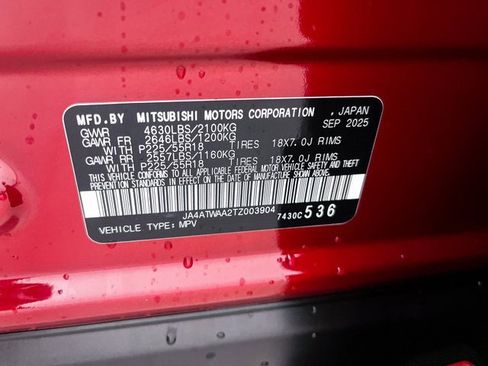 MFD.BY MITSUBISHI MOTORS CORPORATION , JAPAN
GVWR 4630LBS/2100KG SEP 2025
GAWR FR 2646LBS/1200KG
WITH P225/55R18 TIRES 18X7.0J RIMS
GAWR RR 2557LBS/1160KG
WITH P225/55R18 TIRES 18X7.0J RIMS
THIS VEHICLE CONFORMS TO ALL APPLICABLE FEDERAL MOTOR VEHICLE SAFETY AND THEFT
PREVENTION STANDARDS IN EFFECT ON THE DATE OF MANUFACTURE SHOWN ABOVE.
JA4ATWAA2TZ003904 7430C 536
VEHICLE TYPE: MPV